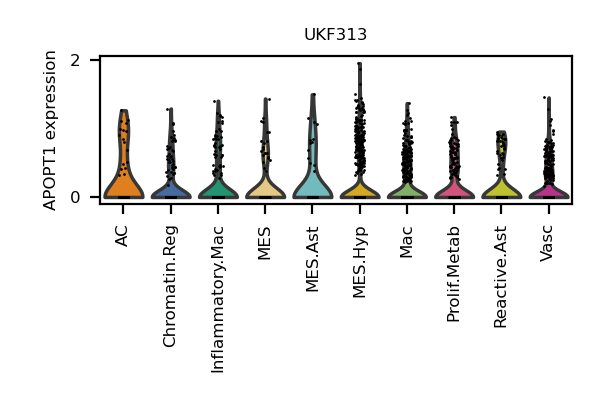 UKF313
APOPT1 expression
2
0
AC
Chromatin.Reg
Inflammatory.Mac
MES
MES.Ast
MES.Hyp
Mac
Prolif.Metab
Reactive.Ast
Vasc